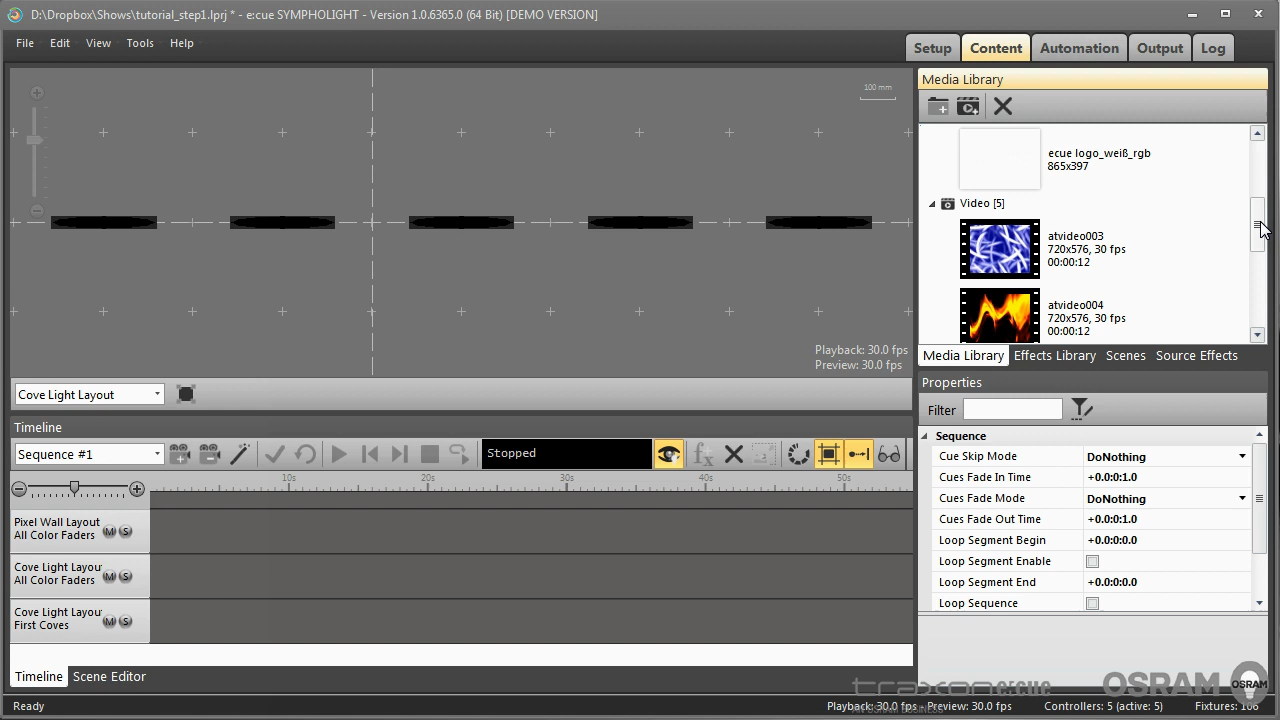 D:\Dropbox\Shows\tutorial_step1.lprj * - e:cue SYMPHOLIGHT - Version 1.0.6365.0 (64 Bit) [DEMO VERSION]
File Edit View Tools Help
Setup Content Automation Output Log
100 mm
Playback: 30.0 fps
Preview: 30.0 fps
Cove Light Layout
Media Library
ecue logo_weiß_rgb
865x397
Video [5]
atvideo003
720x576, 30 fps
00:00:12
atvideo004
720x576, 30 fps
00:00:12
Media Library Effects Library Scenes Source Effects
Timeline
Sequence #1
Stopped
fx
10s 20s 30s 40s 50s
Pixel Wall Layout
All Color Faders
M S
Cove Light Layou
All Color Faders
M S
Cove Light Layou
First Coves
M S
Timeline Scene Editor
Properties
Filter
Sequence
Cue Skip Mode DoNothing
Cues Fade In Time +0.0:0:1.0
Cues Fade Mode DoNothing
Cues Fade Out Time +0.0:0:1.0
Loop Segment Begin +0.0:0:0.0
Loop Segment Enable
Loop Segment End +0.0:0:0.0
Loop Sequence
traxon e:cue
OSRAM OSRAM
Ready
Playback: 30.0 fps - Preview: 30.0 fps Controllers: 5 (active: 5) Fixtures: 106